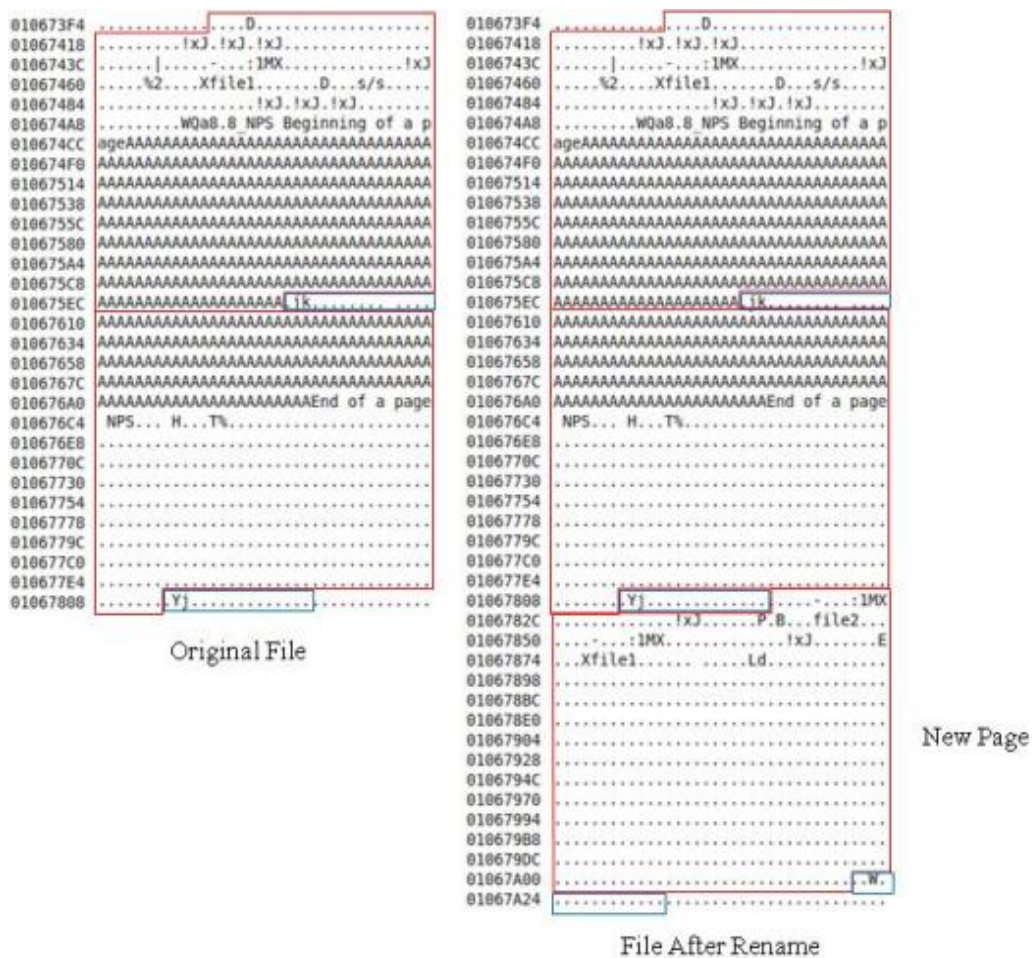 010673F4 ................D...................
01067418 .........!xJ.!xJ.!xJ................
0106743C ......|.....-...:1MX.............!xJ
01067460 .....%2....Xfile1.......D...s/s.....
01067484 .................!xJ.!xJ.!xJ........
010674A8 .........WQa8.8_NPS Beginning of a p
010674CC ageAAAAAAAAAAAAAAAAAAAAAAAAAAAAAAAAA
010674F0 AAAAAAAAAAAAAAAAAAAAAAAAAAAAAAAAAAAA
01067514 AAAAAAAAAAAAAAAAAAAAAAAAAAAAAAAAAAAA
01067538 AAAAAAAAAAAAAAAAAAAAAAAAAAAAAAAAAAAA
0106755C AAAAAAAAAAAAAAAAAAAAAAAAAAAAAAAAAAAA
01067580 AAAAAAAAAAAAAAAAAAAAAAAAAAAAAAAAAAAA
010675A4 AAAAAAAAAAAAAAAAAAAAAAAAAAAAAAAAAAAA
010675C8 AAAAAAAAAAAAAAAAAAAAAAAAAAAAAAAAAAAA
010675EC AAAAAAAAAAAAAAAAAAAA.jk.............
01067610 AAAAAAAAAAAAAAAAAAAAAAAAAAAAAAAAAAAA
01067634 AAAAAAAAAAAAAAAAAAAAAAAAAAAAAAAAAAAA
01067658 AAAAAAAAAAAAAAAAAAAAAAAAAAAAAAAAAAAA
0106767C AAAAAAAAAAAAAAAAAAAAAAAAAAAAAAAAAAAA
010676A0 AAAAAAAAAAAAAAAAAAAAAAAEnd of a page
010676C4  NPS... H...T%......................
010676E8 ....................................
0106770C ....................................
01067730 ....................................
01067754 ....................................
01067778 ....................................
0106779C ....................................
010677C0 ....................................
010677E4 ....................................
01067808 ........Yj..........................
Original File
010673F4 ................D...................
01067418 .........!xJ.!xJ.!xJ................
0106743C ......|.....-...:1MX.............!xJ
01067460 .....%2....Xfile1.......D...s/s.....
01067484 .................!xJ.!xJ.!xJ........
010674A8 .........WQa8.8_NPS Beginning of a p
010674CC ageAAAAAAAAAAAAAAAAAAAAAAAAAAAAAAAAA
010674F0 AAAAAAAAAAAAAAAAAAAAAAAAAAAAAAAAAAAA
01067514 AAAAAAAAAAAAAAAAAAAAAAAAAAAAAAAAAAAA
01067538 AAAAAAAAAAAAAAAAAAAAAAAAAAAAAAAAAAAA
0106755C AAAAAAAAAAAAAAAAAAAAAAAAAAAAAAAAAAAA
01067580 AAAAAAAAAAAAAAAAAAAAAAAAAAAAAAAAAAAA
010675A4 AAAAAAAAAAAAAAAAAAAAAAAAAAAAAAAAAAAA
010675C8 AAAAAAAAAAAAAAAAAAAAAAAAAAAAAAAAAAAA
010675EC AAAAAAAAAAAAAAAAAAAA.jk.............
01067610 AAAAAAAAAAAAAAAAAAAAAAAAAAAAAAAAAAAA
01067634 AAAAAAAAAAAAAAAAAAAAAAAAAAAAAAAAAAAA
01067658 AAAAAAAAAAAAAAAAAAAAAAAAAAAAAAAAAAAA
0106767C AAAAAAAAAAAAAAAAAAAAAAAAAAAAAAAAAAAA
010676A0 AAAAAAAAAAAAAAAAAAAAAAAEnd of a page
010676C4  NPS... H...T%......................
010676E8 ....................................
0106770C ....................................
01067730 ....................................
01067754 ....................................
01067778 ....................................
0106779C ....................................
010677C0 ....................................
010677E4 ....................................
01067808 ........Yj..................-...:1MX
0106782C .............!xJ......P.B...file2...
01067850 ....-...:1MX.............!xJ.......E
01067874 ...Xfile1...... .....Ld.............
01067898 ....................................
010678BC ....................................
010678E0 ....................................
01067904 ....................................
01067928 ....................................
0106794C ....................................
01067970 ....................................
01067994 ....................................
010679B8 ....................................
010679DC ....................................
01067A00 ..................................W.
01067A24 ....................................
New Page
File After Rename